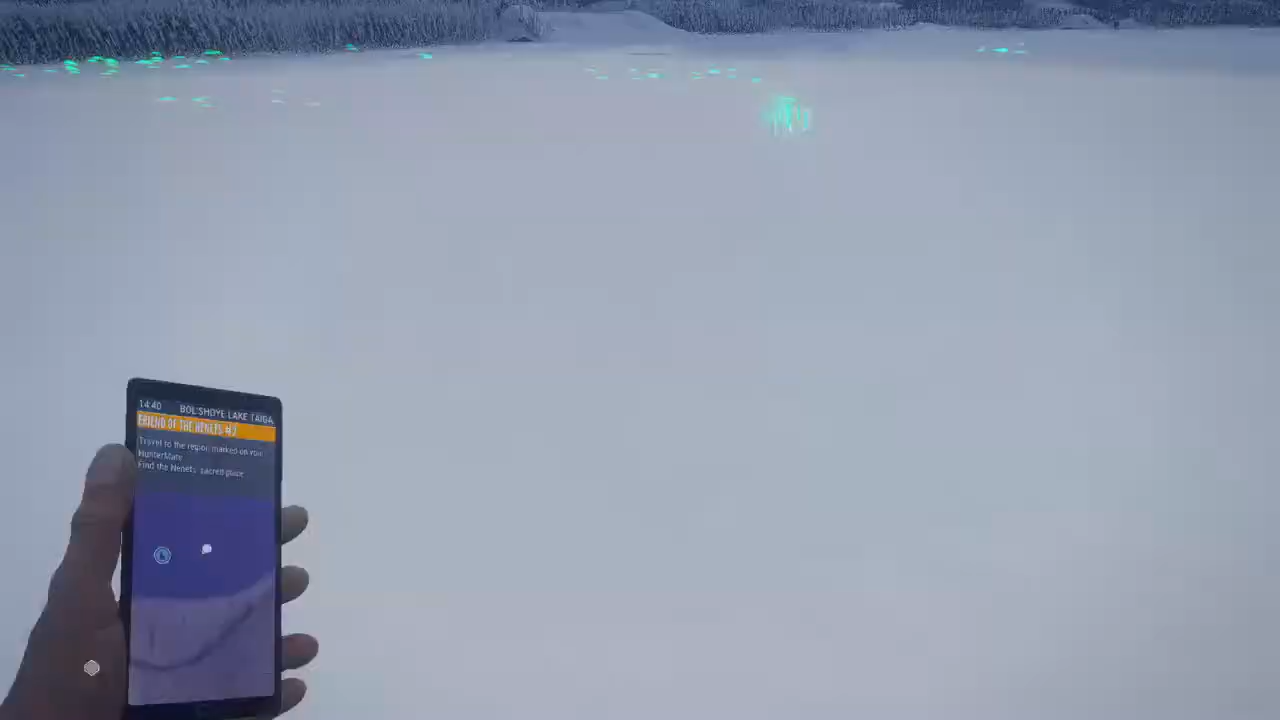 14:40 BOL'SHOYE LAKE TAIGA
FRIEND OF THE NENETS #2
Travel to the region marked on your
HunterMate
Find the Nenets' sacred place